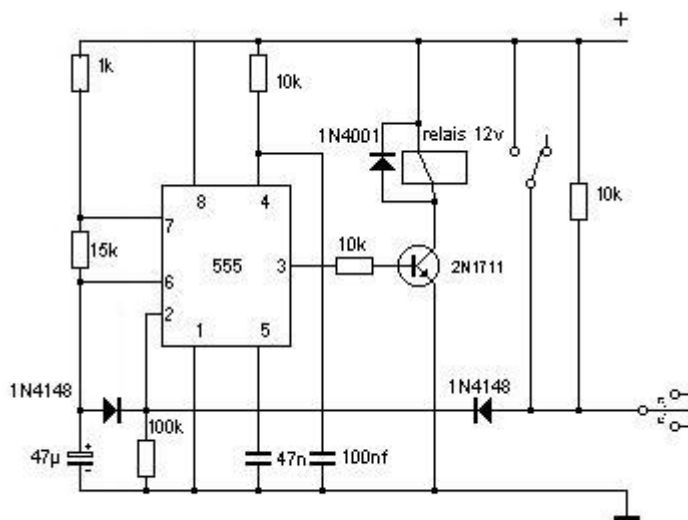 +
1k
10k
1N4001
relais 12v
8
4
10k
7
15k
10k
555
3
2N1711
6
2
1
5
1N4148
1N4148
100k
+
47µ
-
47n
100nf